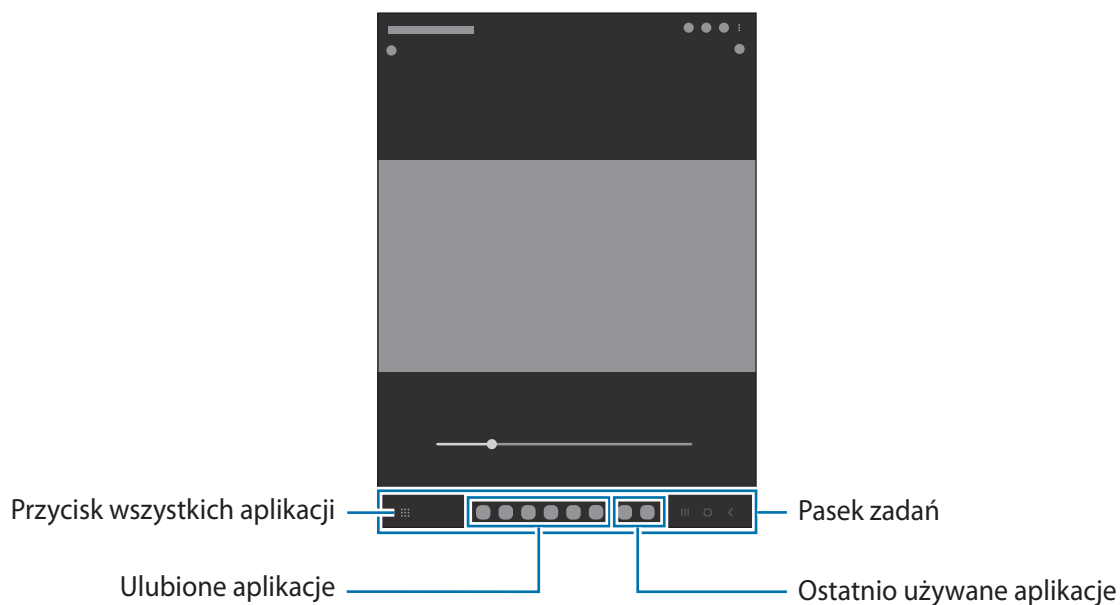 Przycisk wszystkich aplikacji
Pasek zadań
Ulubione aplikacje
Ostatnio używane aplikacje